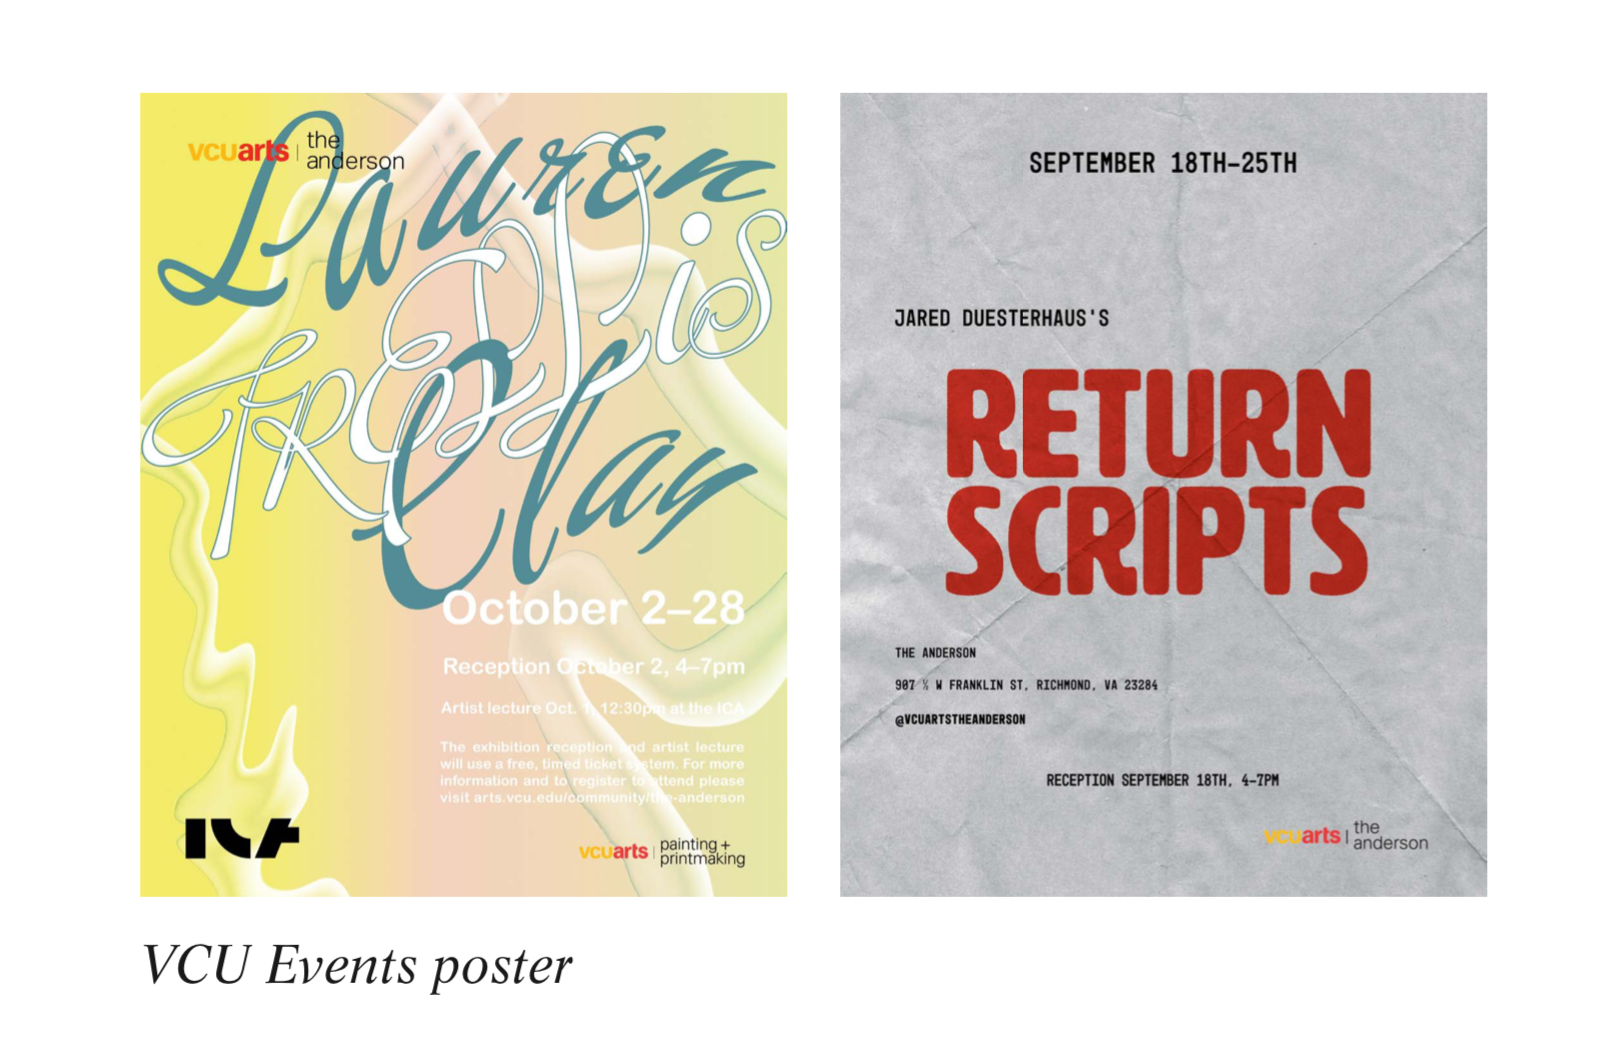 vcuarts | the anderson
Lauren
Clay
October 2–28
Reception October 2, 4–7pm
Artist lecture Oct. 1, 12:30pm at the ICA
The exhibition reception and artist lecture
will use a free, timed ticket system. For more
information and to register to attend please
visit arts.vcu.edu/community/the-anderson
ICA
vcuarts | painting + printmaking
SEPTEMBER 18TH–25TH
JARED DUESTERHAUS'S
RETURN
SCRIPTS
THE ANDERSON
907 ½ W FRANKLIN ST, RICHMOND, VA 23284
@VCUARTSTHEANDERSON
RECEPTION SEPTEMBER 18TH, 4–7PM
vcuarts | the anderson
VCU Events poster